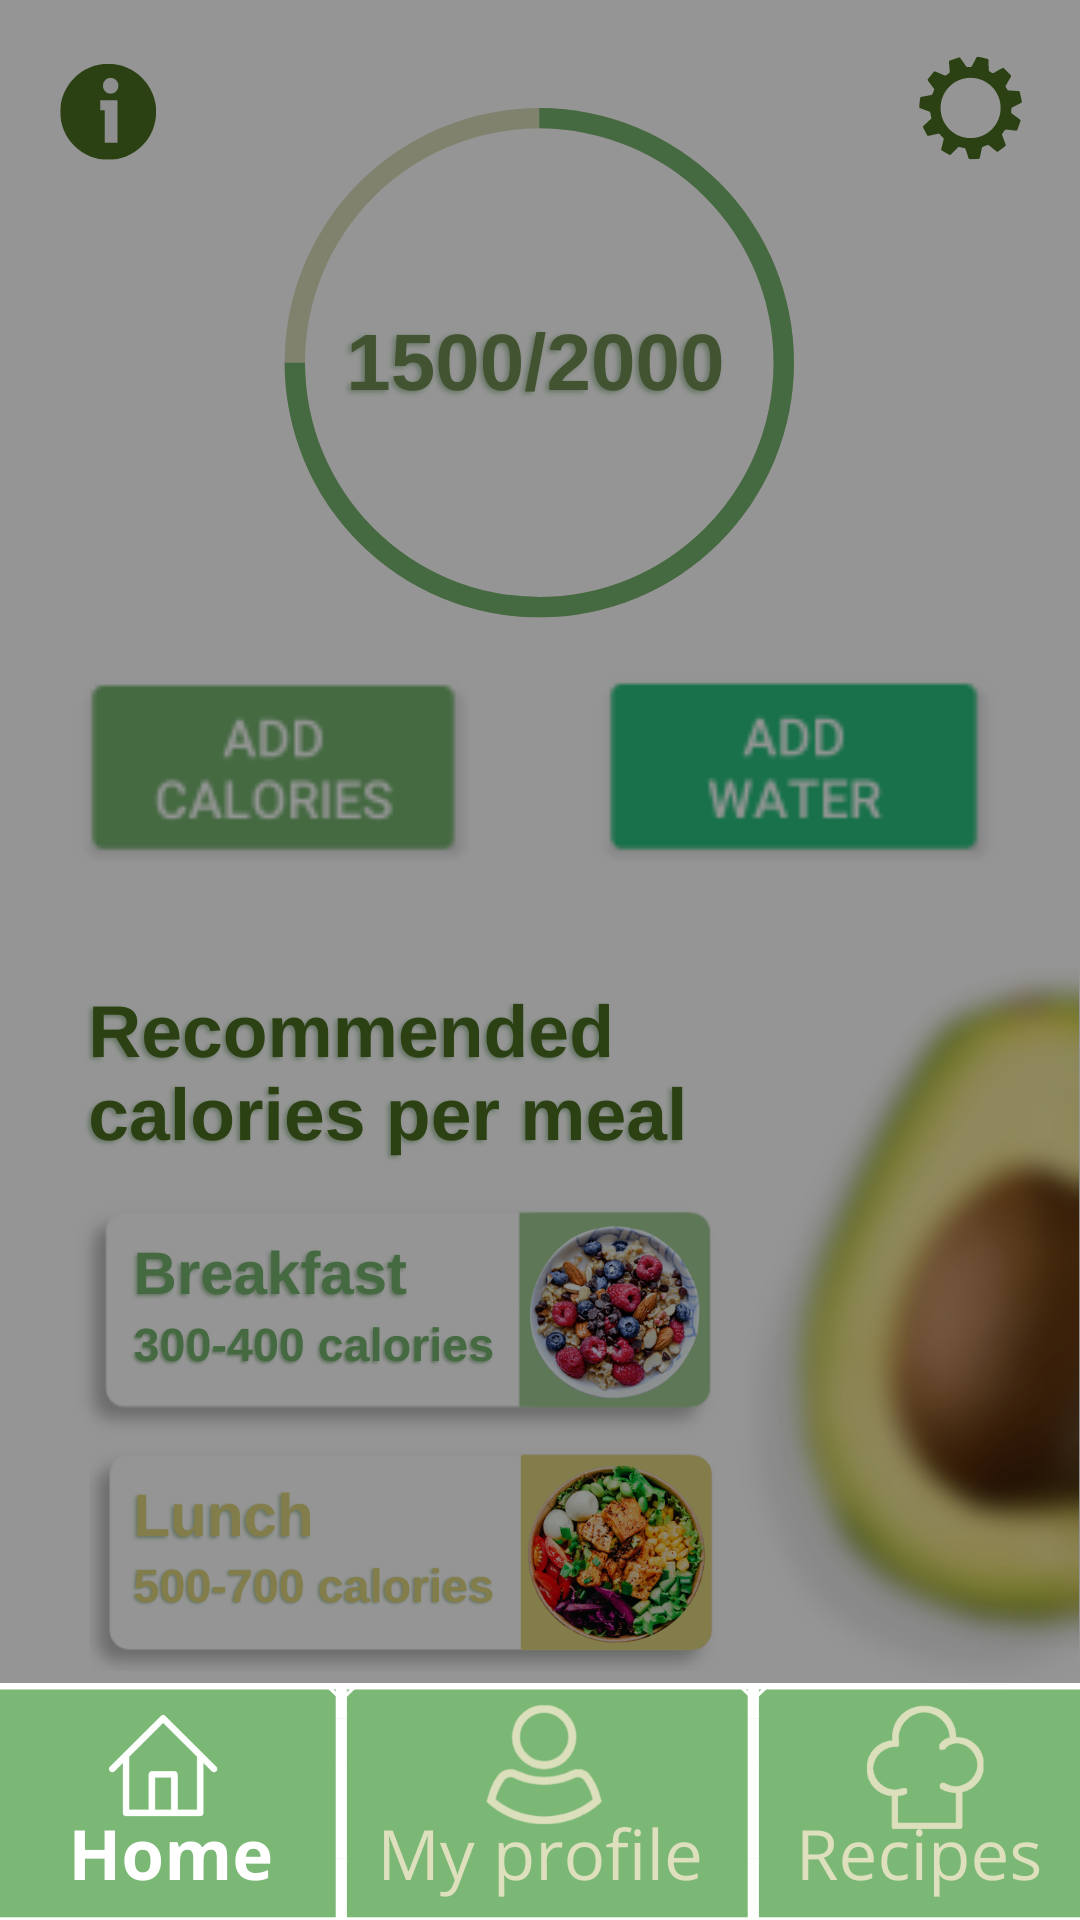 1500/2000
ADD
CALORIES
ADD
WATER
Recommended
calories per meal
Breakfast
300-400 calories
Lunch
500-700 calories
Home
My profile
Recipes